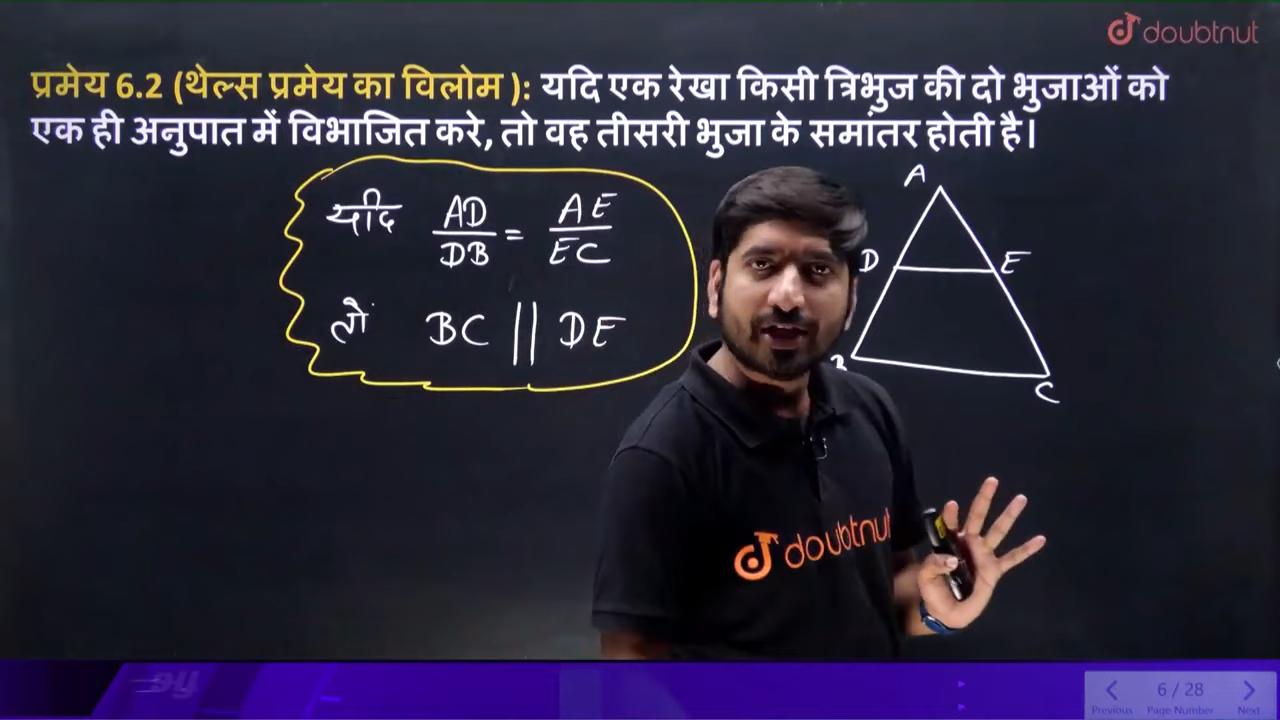 doubtnut
प्रमेय 6.2 (थेल्स प्रमेय का विलोम ): यदि एक रेखा किसी त्रिभुज की दो भुजाओं को
एक ही अनुपात में विभाजित करे, तो वह तीसरी भुजा के समांतर होती है।
यदि AD/DB = AE/EC
तो BC || DE
A
D E
B C
doubtnut
6 / 28
Previous Page Number Next